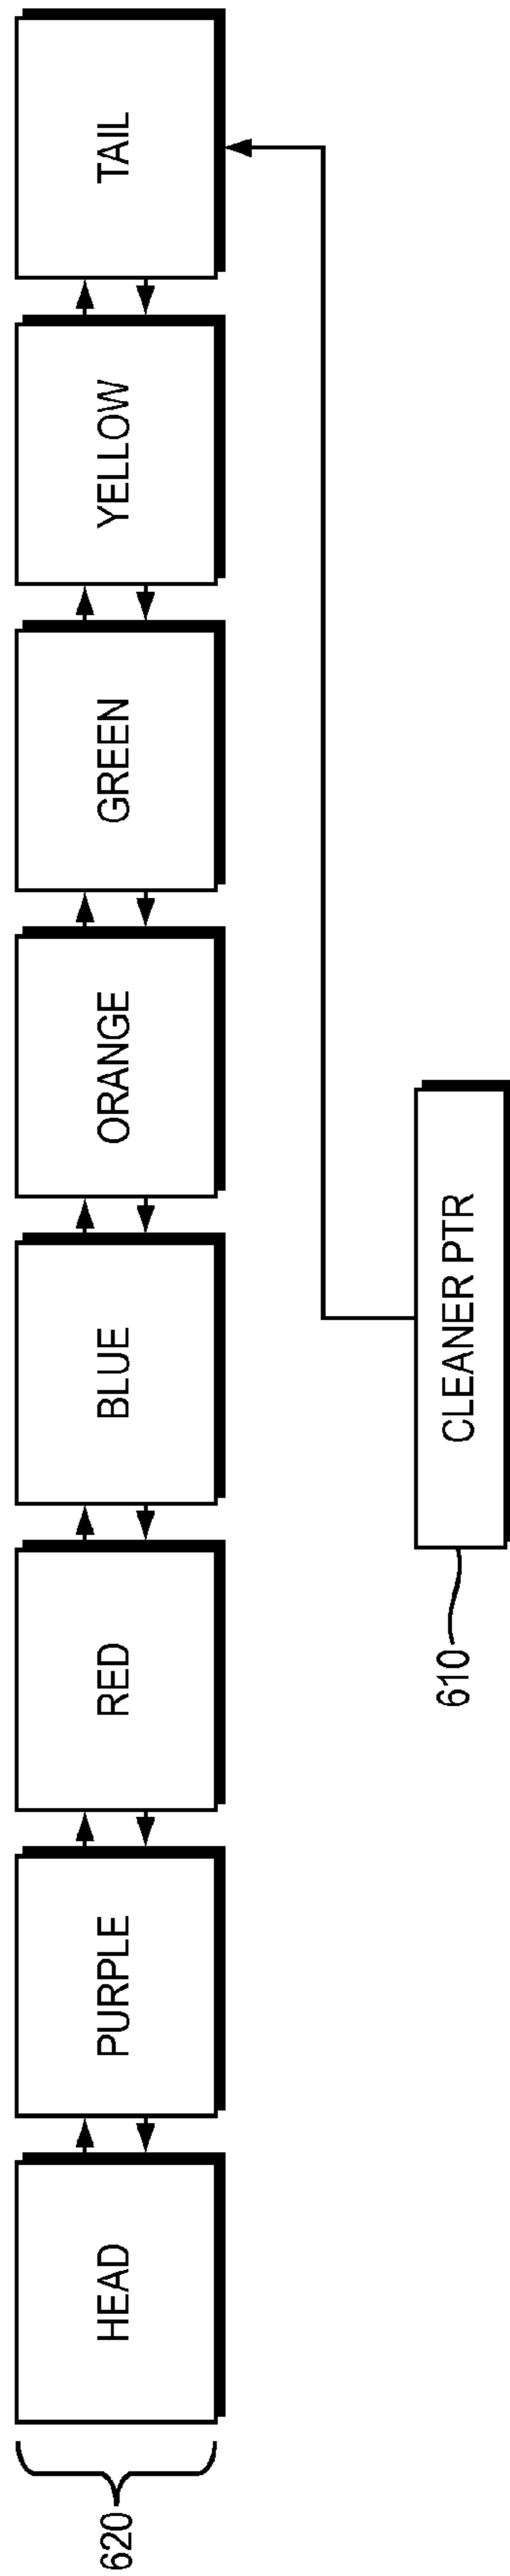 HEAD
PURPLE
RED
BLUE
ORANGE
GREEN
YELLOW
TAIL
620
CLEANER PTR
610